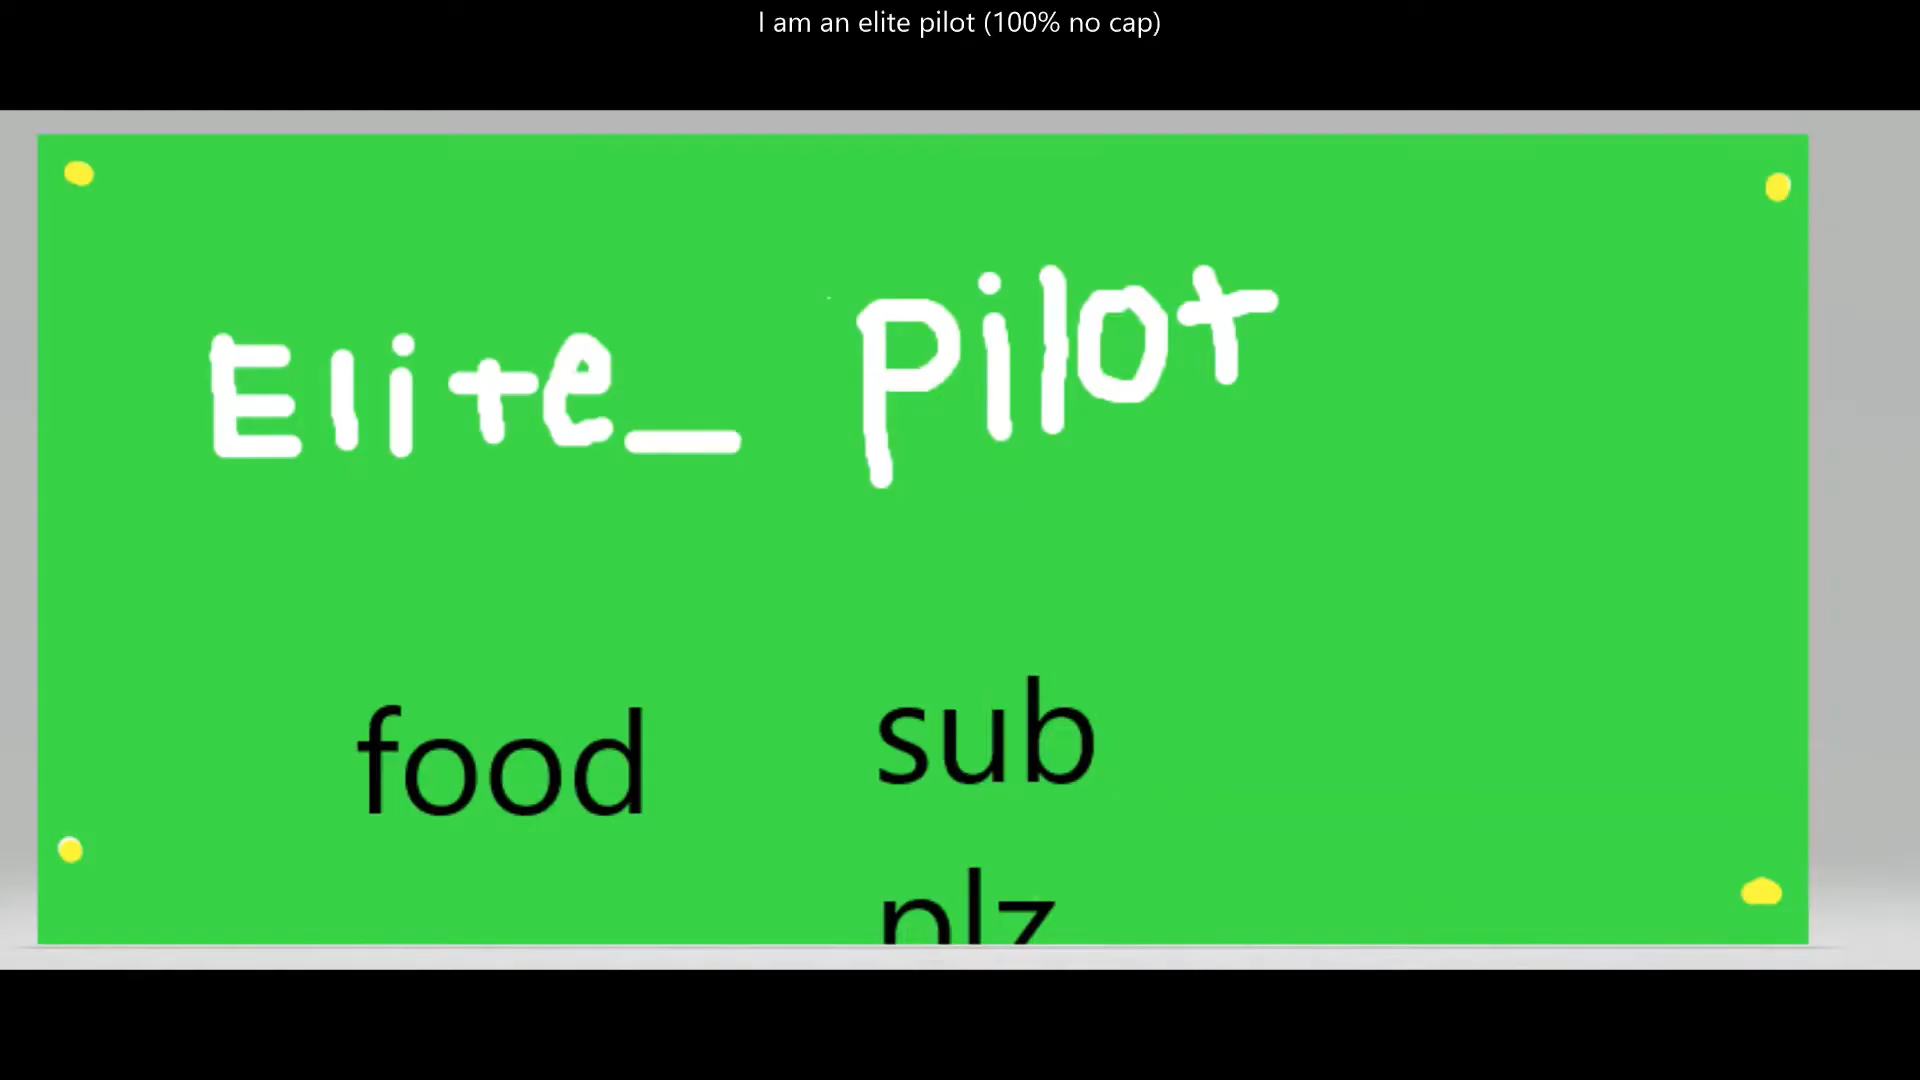 I am an elite pilot (100% no cap)
Elite_ pilot
food
sub
plz